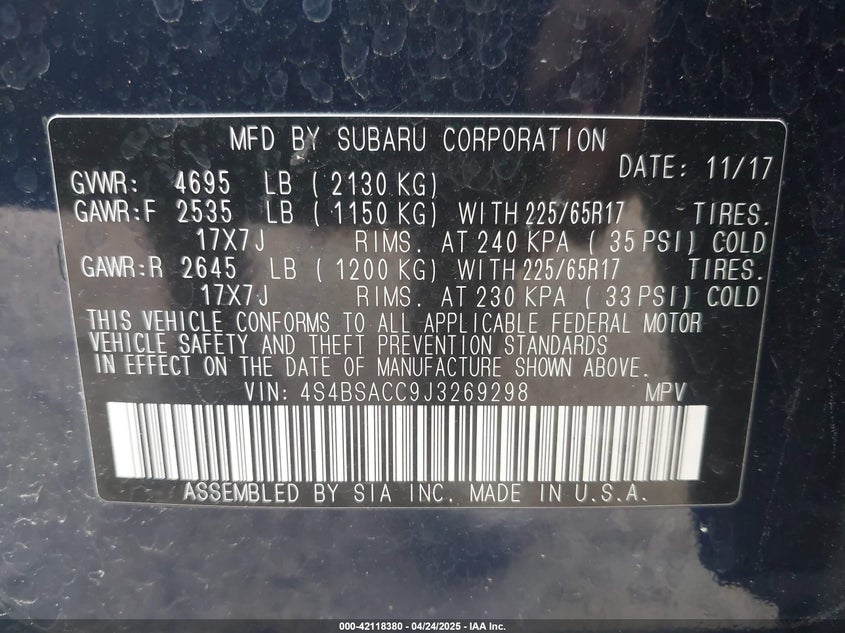 MFD BY SUBARU CORPORATION
DATE: 11/17
GVWR: 4695 LB ( 2130 KG)
GAWR:F 2535 LB ( 1150 KG) WITH 225/65R17 TIRES.
17X7J RIMS. AT 240 KPA ( 35 PSI) COLD
GAWR:R 2645 LB ( 1200 KG) WITH 225/65R17 TIRES.
17X7J RIMS. AT 230 KPA ( 33 PSI) COLD
THIS VEHICLE CONFORMS TO ALL APPLICABLE FEDERAL MOTOR
VEHICLE SAFETY AND THEFT PREVENTION STANDARDS
IN EFFECT ON THE DATE OF MANUFACTURE SHOWN ABOVE.
VIN: 4S4BSACC9J3269298 MPV
ASSEMBLED BY SIA INC. MADE IN U.S.A.
000-42118380 - 04/24/2025 - IAA Inc.